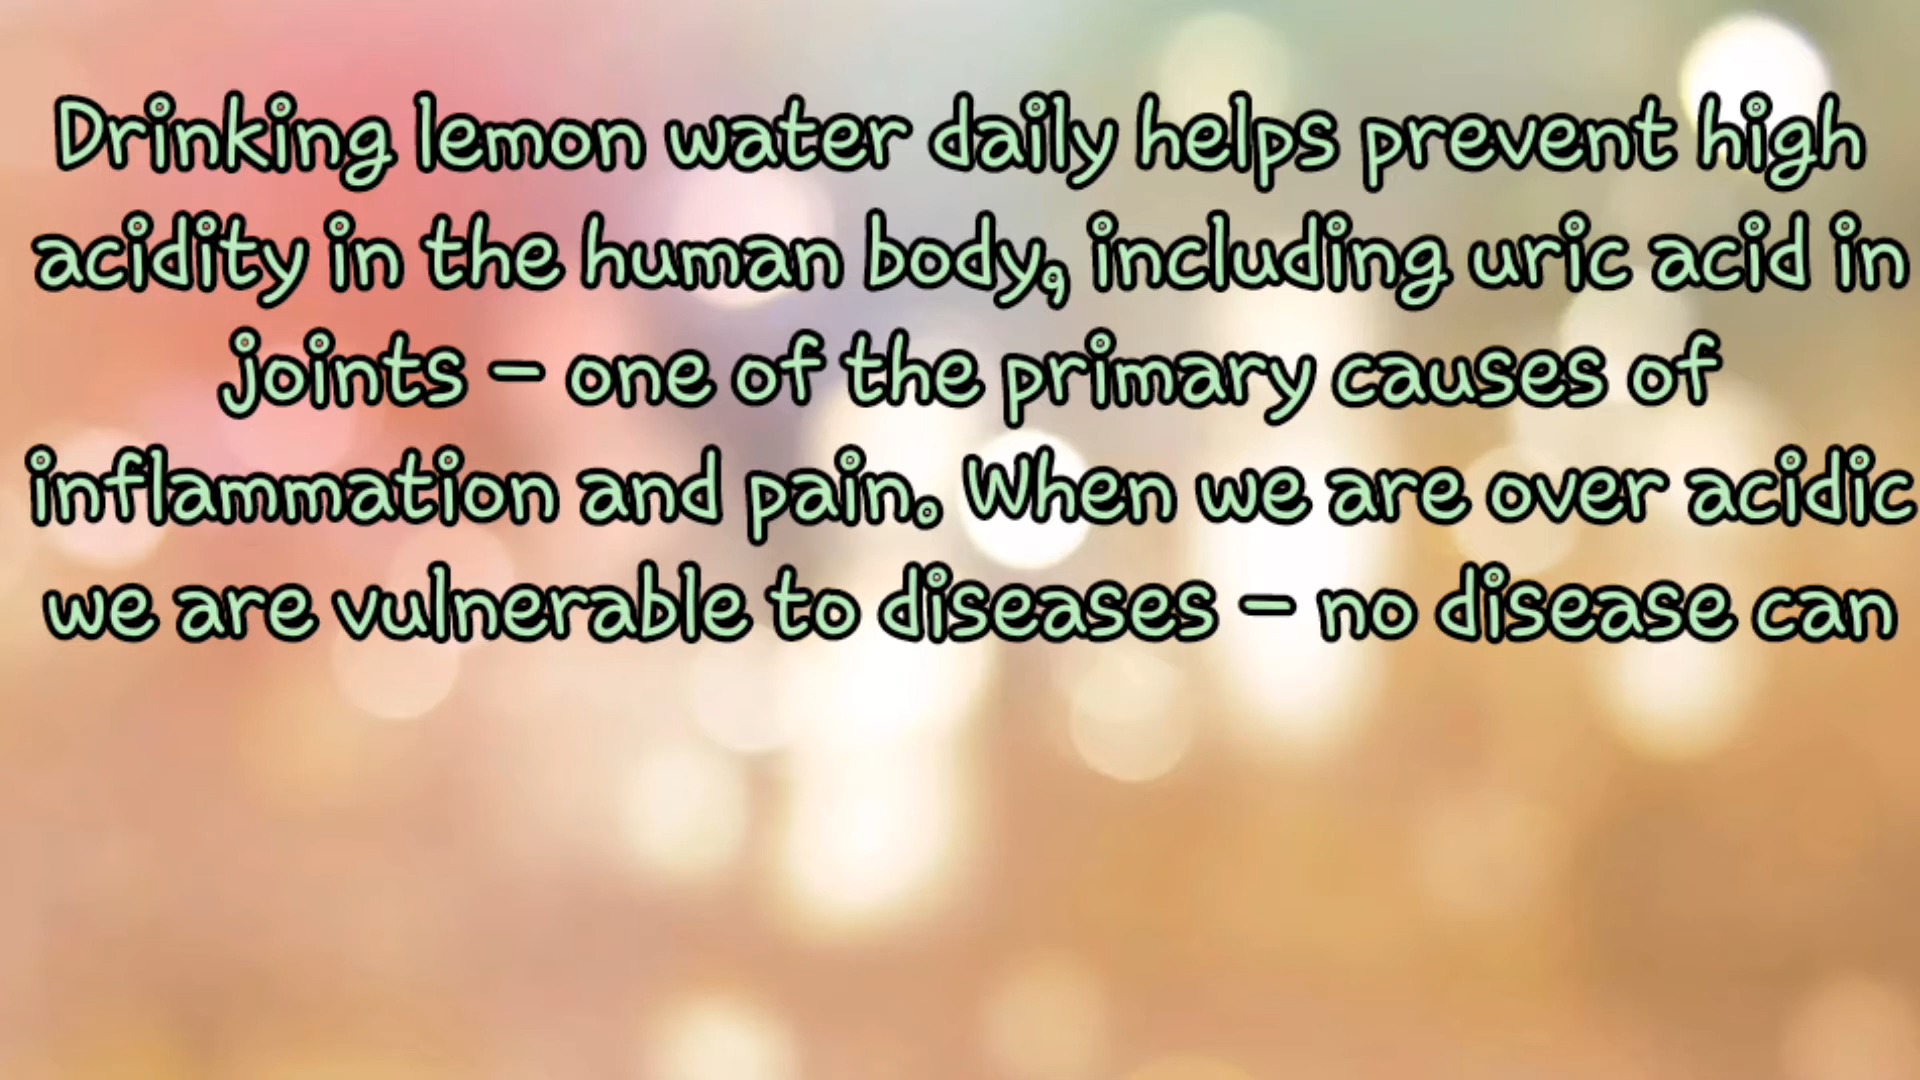 Drinking lemon water daily helps prevent high
acidity in the human body, including uric acid in
joints – one of the primary causes of
inflammation and pain. When we are over acidic
we are vulnerable to diseases – no disease can